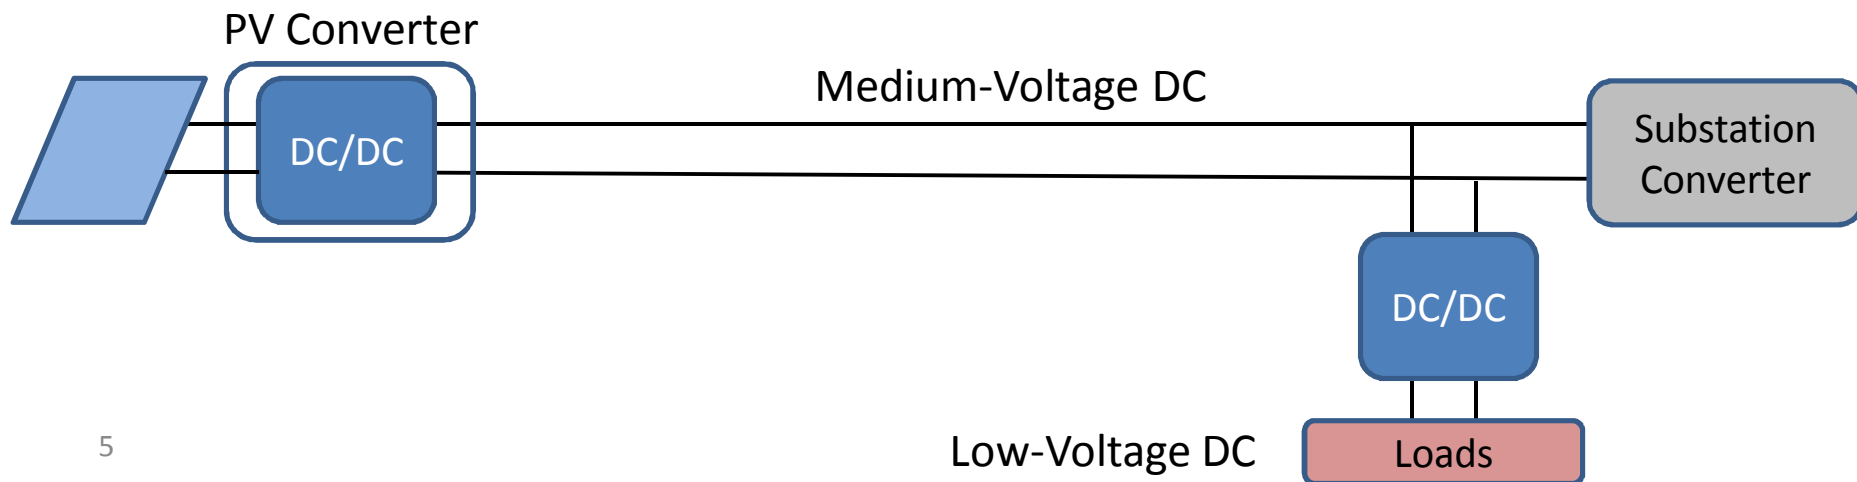 PV Converter
Medium-Voltage DC
DC/DC
Substation
Converter
DC/DC
5
Low-Voltage DC
Loads